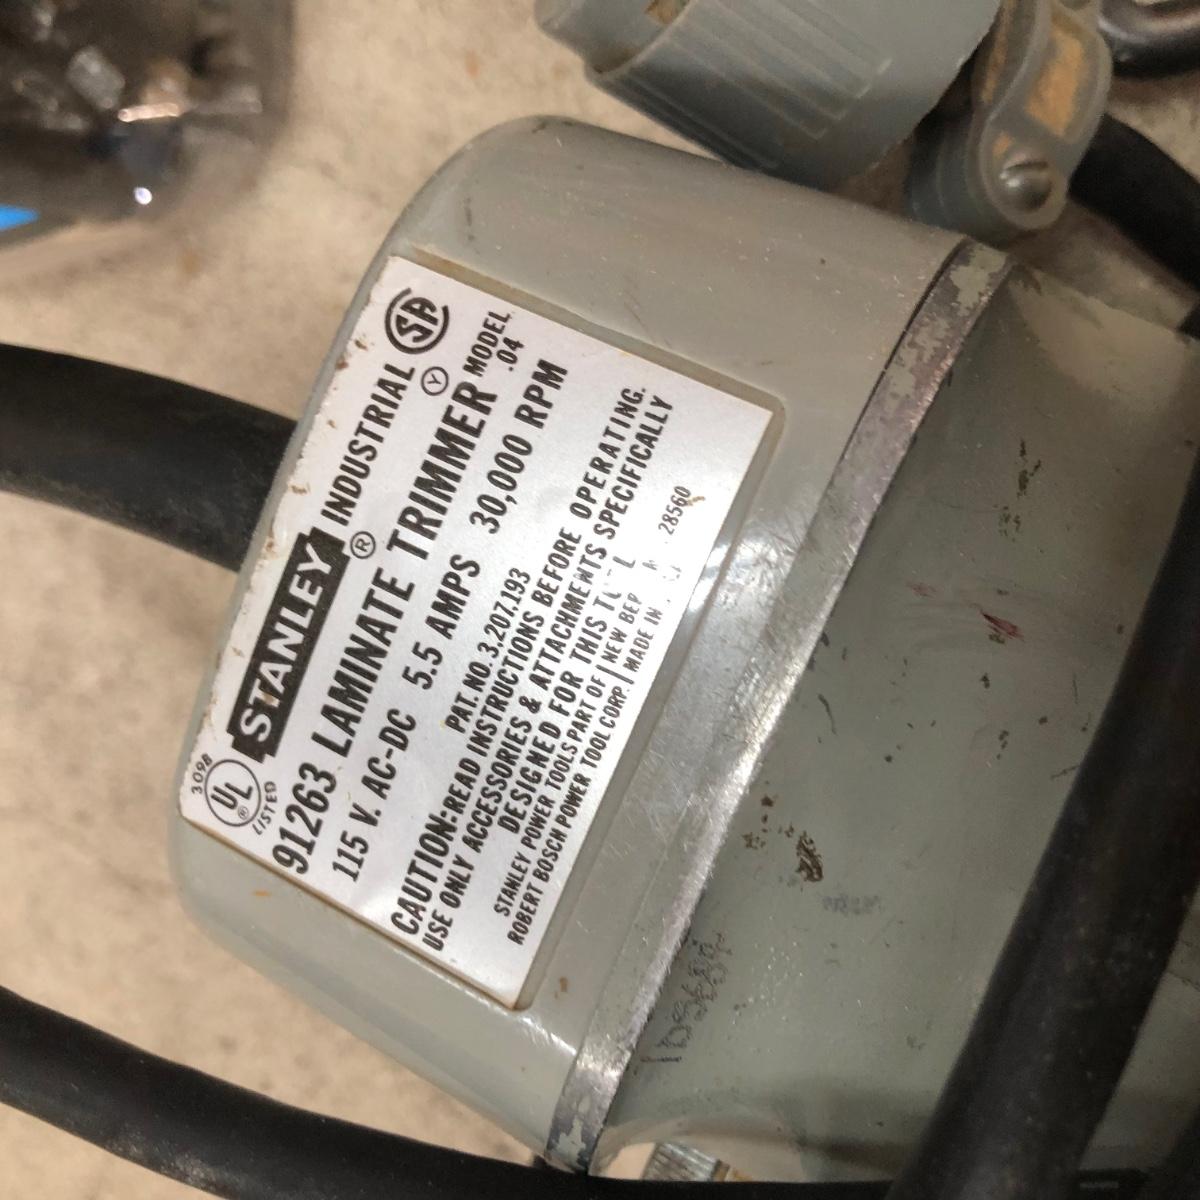 STANLEY ® INDUSTRIAL SA
3098
UL ®
LISTED
91263 LAMINATE TRIMMER Y MODEL .04
115 V. AC-DC 5.5 AMPS 30,000 RPM
PAT. NO. 3,207,193
CAUTION: READ INSTRUCTIONS BEFORE OPERATING.
USE ONLY ACCESSORIES & ATTACHMENTS SPECIFICALLY
DESIGNED FOR THIS
STANLEY POWER TOOLS PART OF NEW
ROBERT BOSCH POWER TOOL CORP. MADE IN
28560